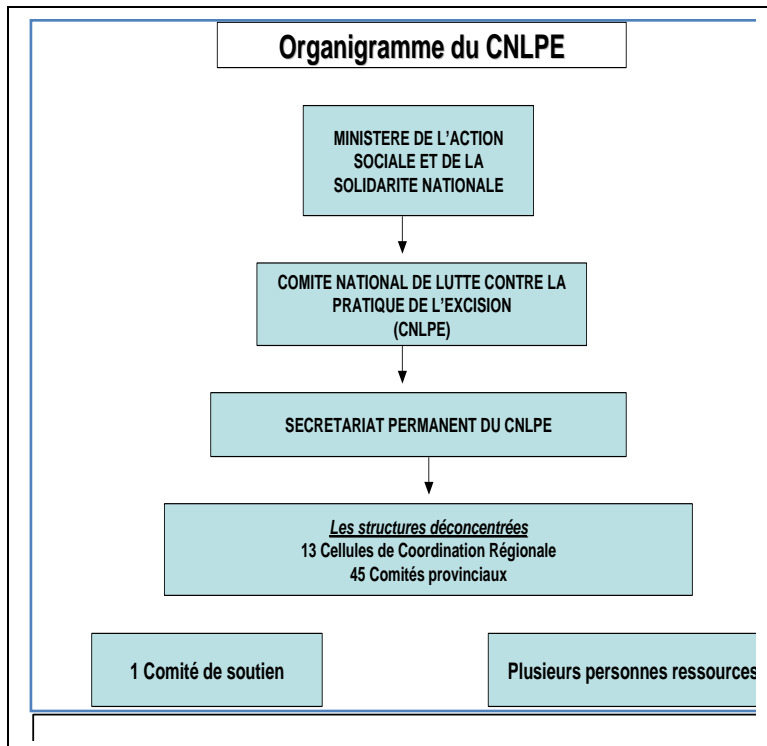 Organigramme du CNLPE
MINISTERE DE L'ACTION
SOCIALE ET DE LA
SOLIDARITE NATIONALE
COMITE NATIONAL DE LUTTE CONTRE LA
PRATIQUE DE L'EXCISION
(CNLPE)
SECRETARIAT PERMANENT DU CNLPE
Les structures déconcentrées
13 Cellules de Coordination Régionale
45 Comités provinciaux
1 Comité de soutien
Plusieurs personnes ressources